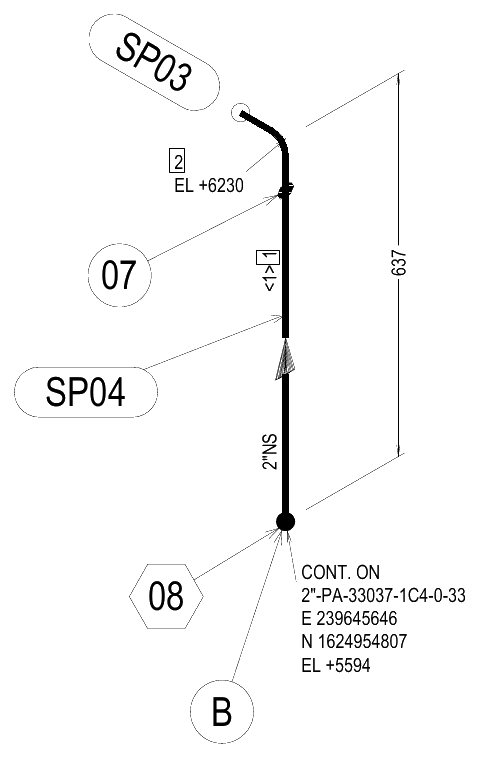 SP03
2
EL +6230
07
<1> 1
637
SP04
2"NS
08
CONT. ON
2"-PA-33037-1C4-0-33
E 239645646
N 1624954807
EL +5594
B